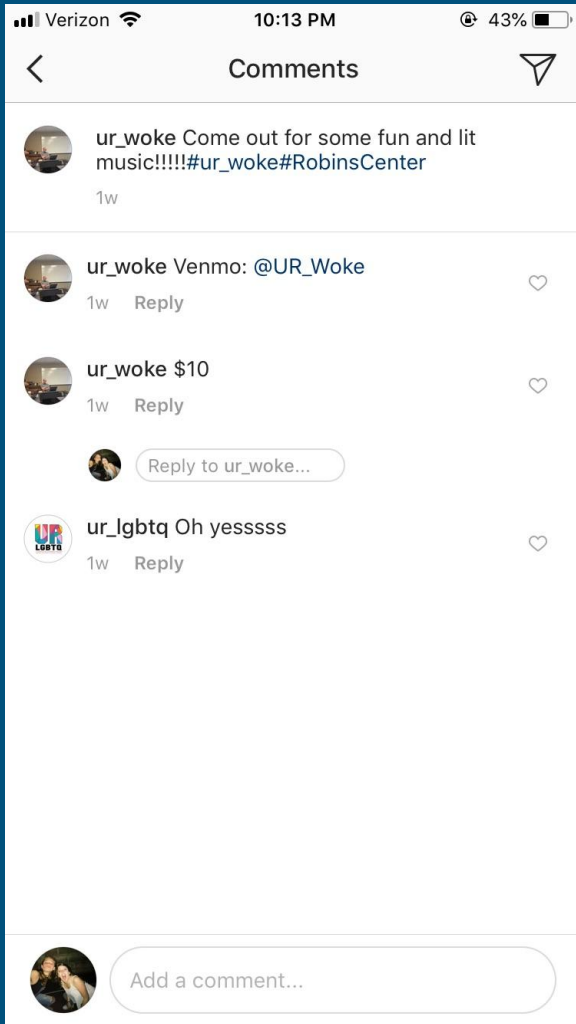 Verizon 10:13 PM 43%
Comments
ur_woke Come out for some fun and lit
music!!!!!#ur_woke#RobinsCenter
1w
ur_woke Venmo: @UR_Woke
1w Reply
ur_woke $10
1w Reply
Reply to ur_woke...
UR
LGBTQ
ur_lgbtq Oh yesssss
1w Reply
Add a comment...